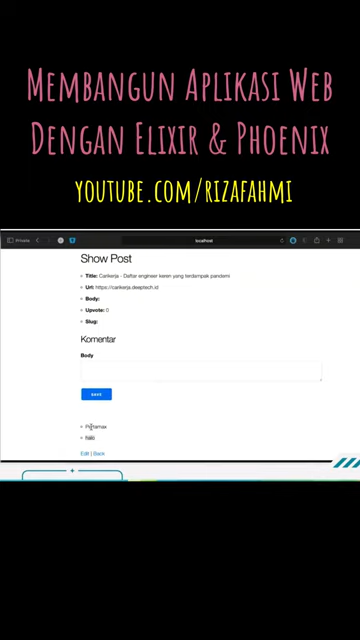 Membangun Aplikasi Web
Dengan Elixir & Phoenix
youtube.com/rizafahmi
Private
localhost
Show Post
Title: Carikerja - Daftar engineer keren yang terdampak pandemi
Url: https://carikerja.deeptech.id
Body:
Upvote: 0
Slug:
Komentar
Body
SAVE
Pertamax
Edit | Back